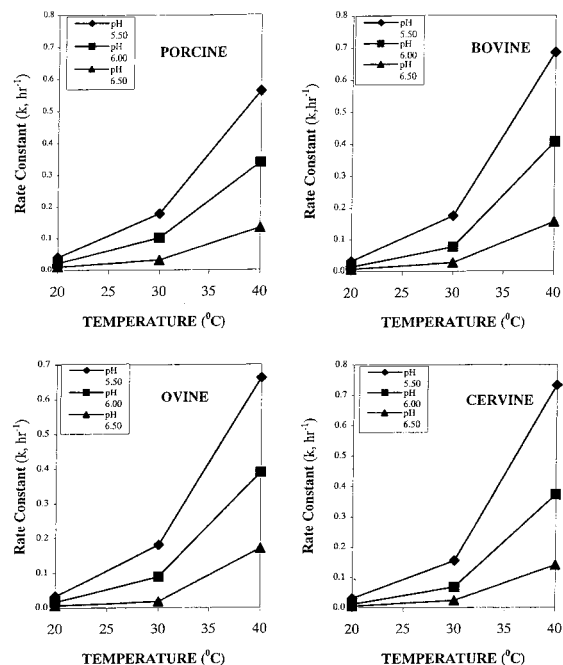 0.8
0.7
0.6
0.5
0.4
0.3
0.2
0.1
0.0
Rate Constant (k, hr-1)
pH
5.50
pH
6.00
pH
6.50
PORCINE
20
25
30
35
40
TEMPERATURE (0C)
0.8
0.7
0.6
0.5
0.4
0.3
0.2
0.1
0.0
Rate Constant (k,hr-1)
pH
5.50
pH
6.00
pH
6.50
BOVINE
20
25
30
35
40
TEMPERATURE (0C)
0.7
0.6
0.4
0.3
0.1
0.0
Rate Constant (k, hr-1)
pH
5.50
pH
6.00
pH
6.50
OVINE
20
25
30
35
40
TEMPERATURE (0C)
0.8
0.7
0.6
0.5
0.4
0.3
0.2
0.1
0.0
Rate Constant (k, hr-1)
pH
5.50
pH
6.00
pH
6.50
CERVINE
20
25
30
35
40
TEMPERATURE (0C)